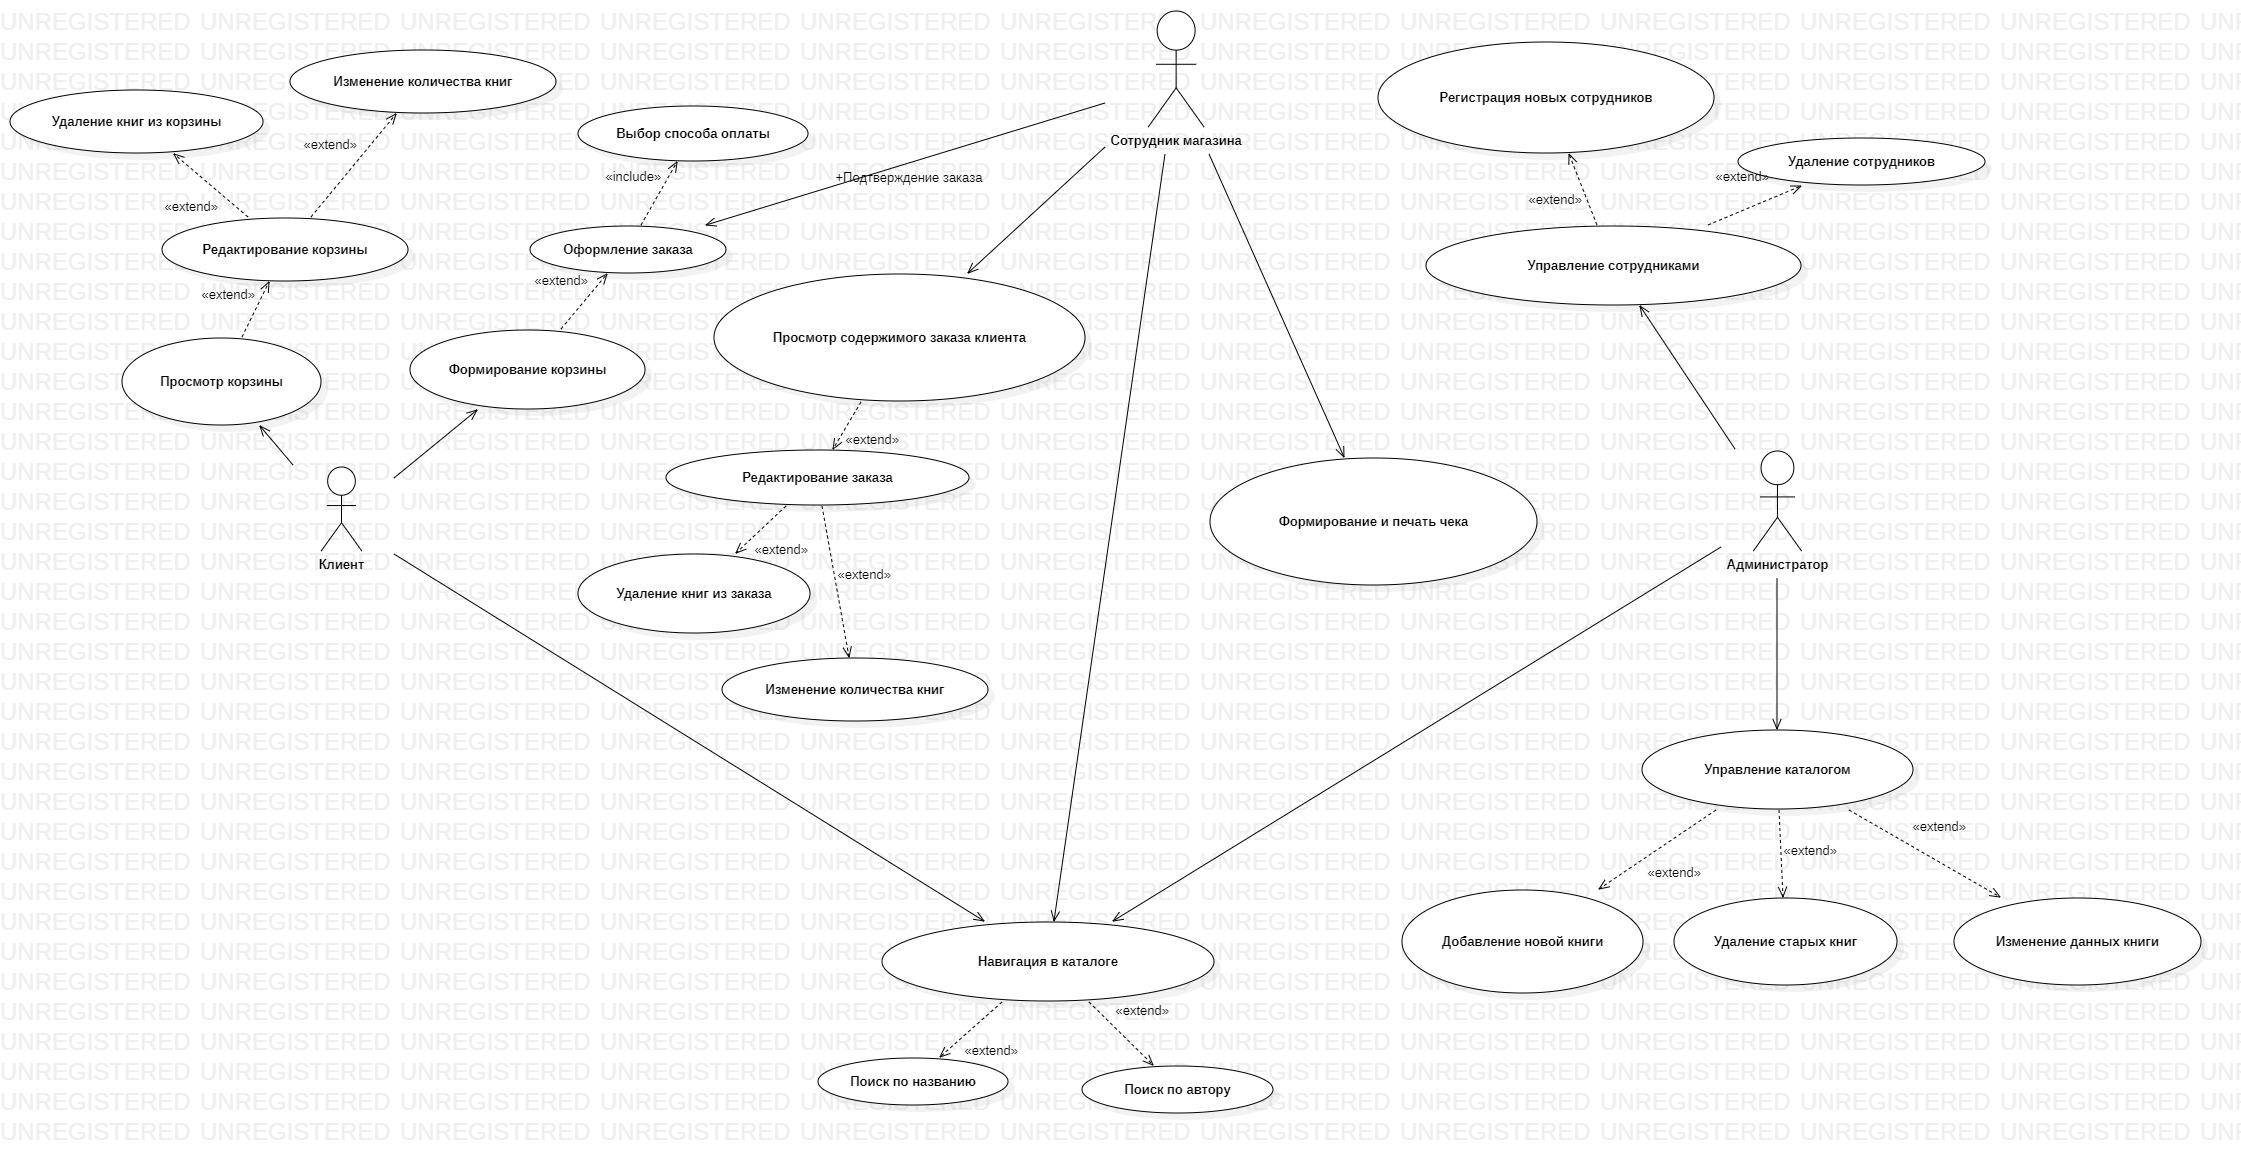 Изменение количества книг
Удаление книг из корзины
«extend»
«extend»
Редактирование корзины
«extend»
Просмотр корзины
Клиент
Выбор способа оплаты
«include»
Оформление заказа
«extend»
Формирование корзины
Сотрудник магазина
+Подтверждение заказа
Просмотр содержимого заказа клиента
«extend»
Редактирование заказа
«extend»
«extend»
Удаление книг из заказа
Изменение количества книг
Формирование и печать чека
Регистрация новых сотрудников
Удаление сотрудников
«extend»
«extend»
Управление сотрудниками
Администратор
Управление каталогом
«extend»
«extend»
«extend»
Добавление новой книги
Удаление старых книг
Изменение данных книги
Навигация в каталоге
«extend»
«extend»
Поиск по названию
Поиск по автору
UNREGISTERED